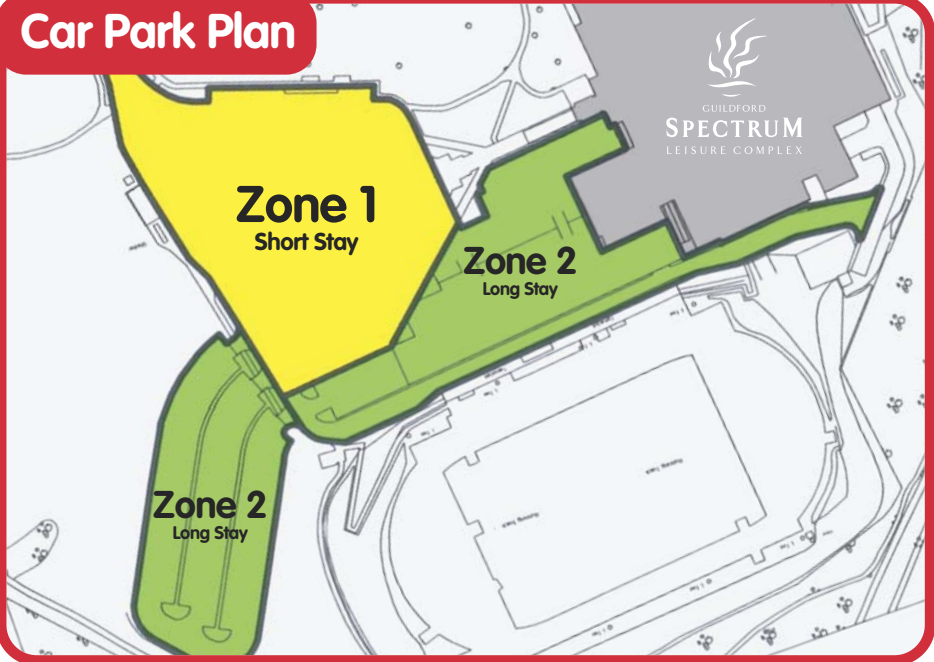 Car Park Plan
GUILDFORD
SPECTRUM
LEISURE COMPLEX
Zone 1
Short Stay
Zone 2
Long Stay
Zone 2
Long Stay